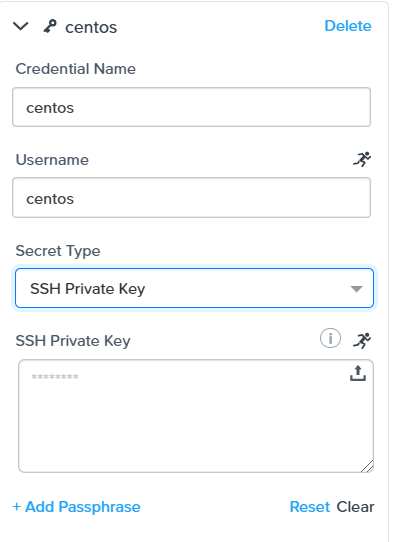 centos Delete
Credential Name
centos
Username
centos
Secret Type
SSH Private Key
SSH Private Key i
********
+ Add Passphrase Reset Clear